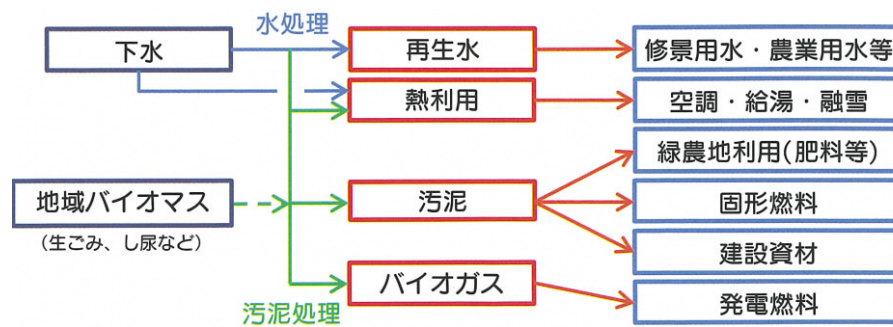 水処理
下水
再生水
修景用水・農業用水等
熱利用
空調・給湯・融雪
緑農地利用(肥料等)
地域バイオマス
汚泥
固形燃料
(生ごみ、し尿など)
建設資材
バイオガス
発電燃料
汚泥処理